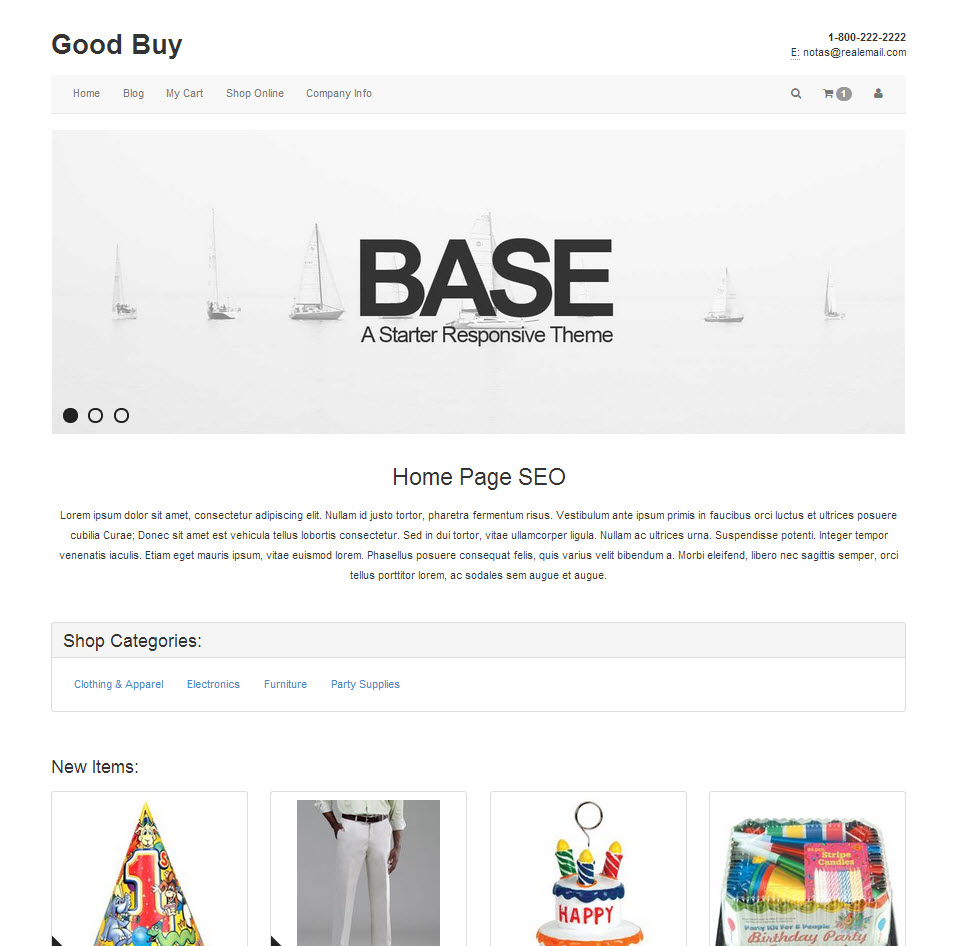 Good Buy
1-800-222-2222
E: notas@realemail.com
Home Blog My Cart Shop Online Company Info 1
BASE
A Starter Responsive Theme
Home Page SEO
Lorem ipsum dolor sit amet, consectetur adipiscing elit. Nullam id justo tortor, pharetra fermentum risus. Vestibulum ante ipsum primis in faucibus orci luctus et ultrices posuere
cubilia Curae; Donec sit amet est vehicula tellus lobortis consectetur. Sed in dui tortor, vitae ullamcorper ligula. Nullam ac ultrices urna. Suspendisse potenti. Integer tempor
venenatis iaculis. Etiam eget mauris ipsum, vitae euismod lorem. Phasellus posuere consequat felis, quis varius velit bibendum a. Morbi eleifend, libero nec sagittis semper, orci
tellus porttitor lorem, ac sodales sem augue et augue.
Shop Categories:
Clothing & Apparel Electronics Furniture Party Supplies
New Items:
1
HAPPY
Stripe
Candles
Party Kit For 8 People
Birthday Party